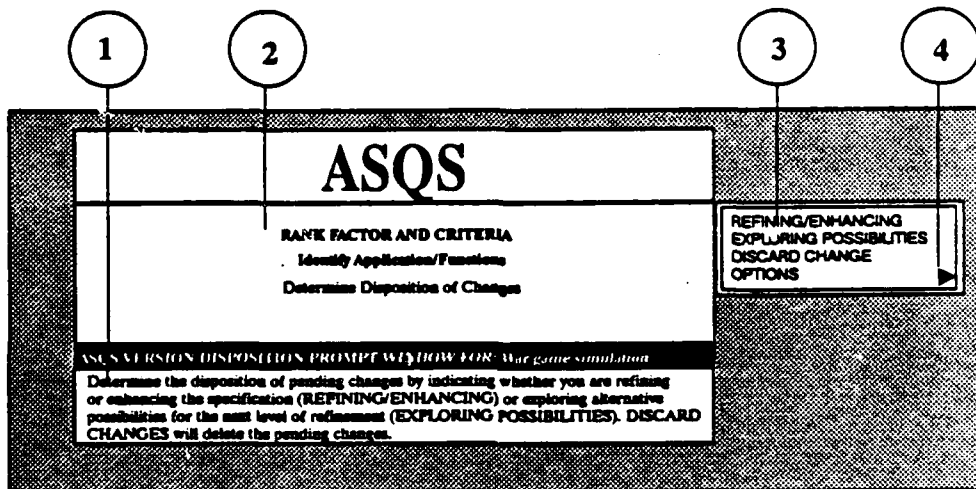 1 2 3 4
ASQS
RANK FACTOR AND CRITERIA
Identify Application/Functions
Determine Disposition of Changes
REFINING/ENHANCING
EXPLORING POSSIBILITIES
DISCARD CHANGE
OPTIONS
ASQS VERSION DISPOSITION PROMPT WINDOW FOR: War game simulation
Determine the disposition of pending changes by indicating whether you are refining
or enhancing the specification (REFINING/ENHANCING) or exploring alternative
possibilities for the next level of refinement (EXPLORING POSSIBILITIES). DISCARD
CHANGES will delete the pending changes.